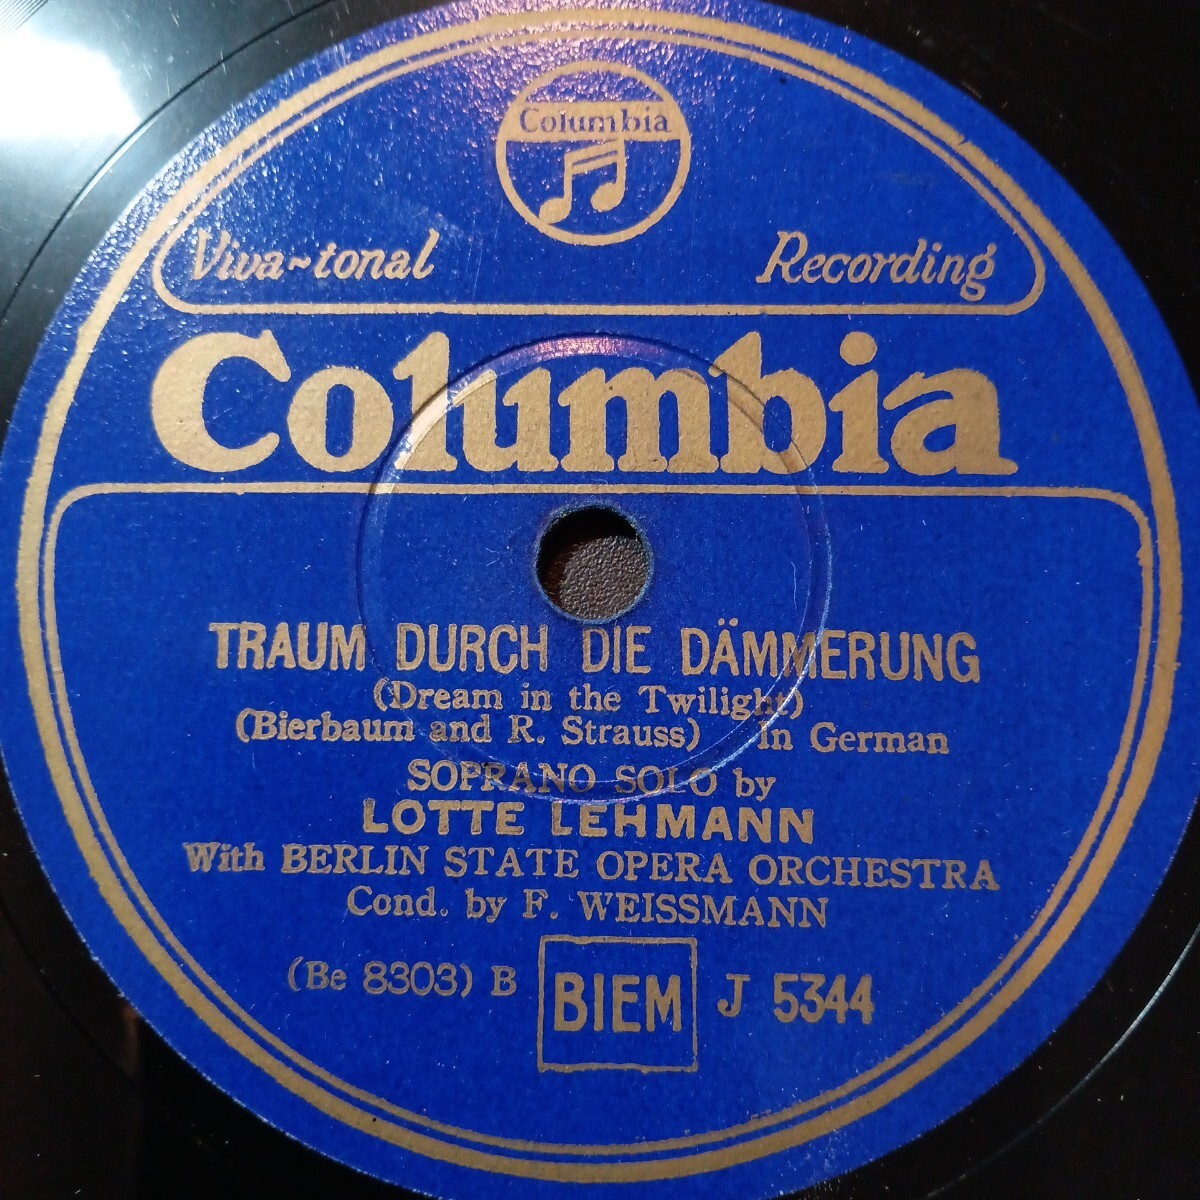 Columbia
Viva-tonal Recording
Columbia
TRAUM DURCH DIE DÄMMERUNG
(Dream in the Twilight)
(Bierbaum and R. Strauss) In German
SOPRANO SOLO by
LOTTE LEHMANN
With BERLIN STATE OPERA ORCHESTRA
Cond. by F. WEISSMANN
(Be 8303) B BIEM J 5344